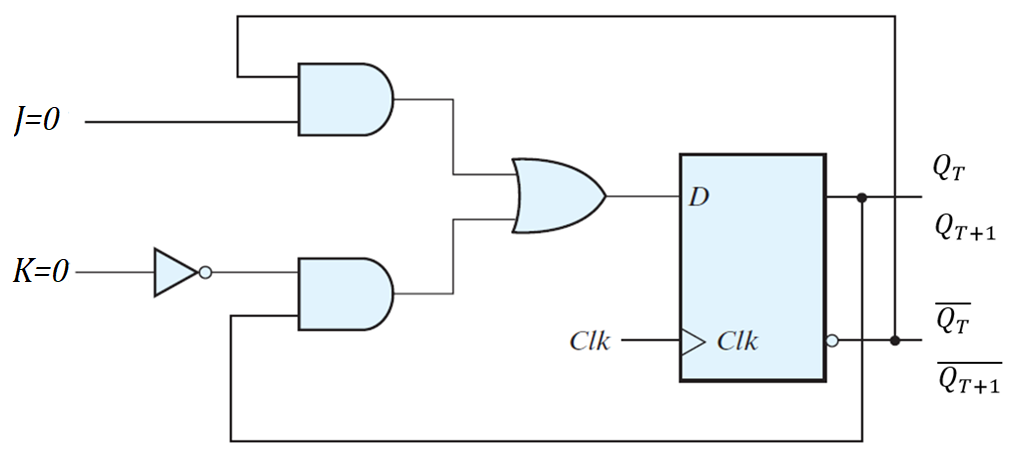 J=0
K=0
D
Clk
Clk
Q_T
Q_{T+1}
\overline{Q_T}
\overline{Q_{T+1}}